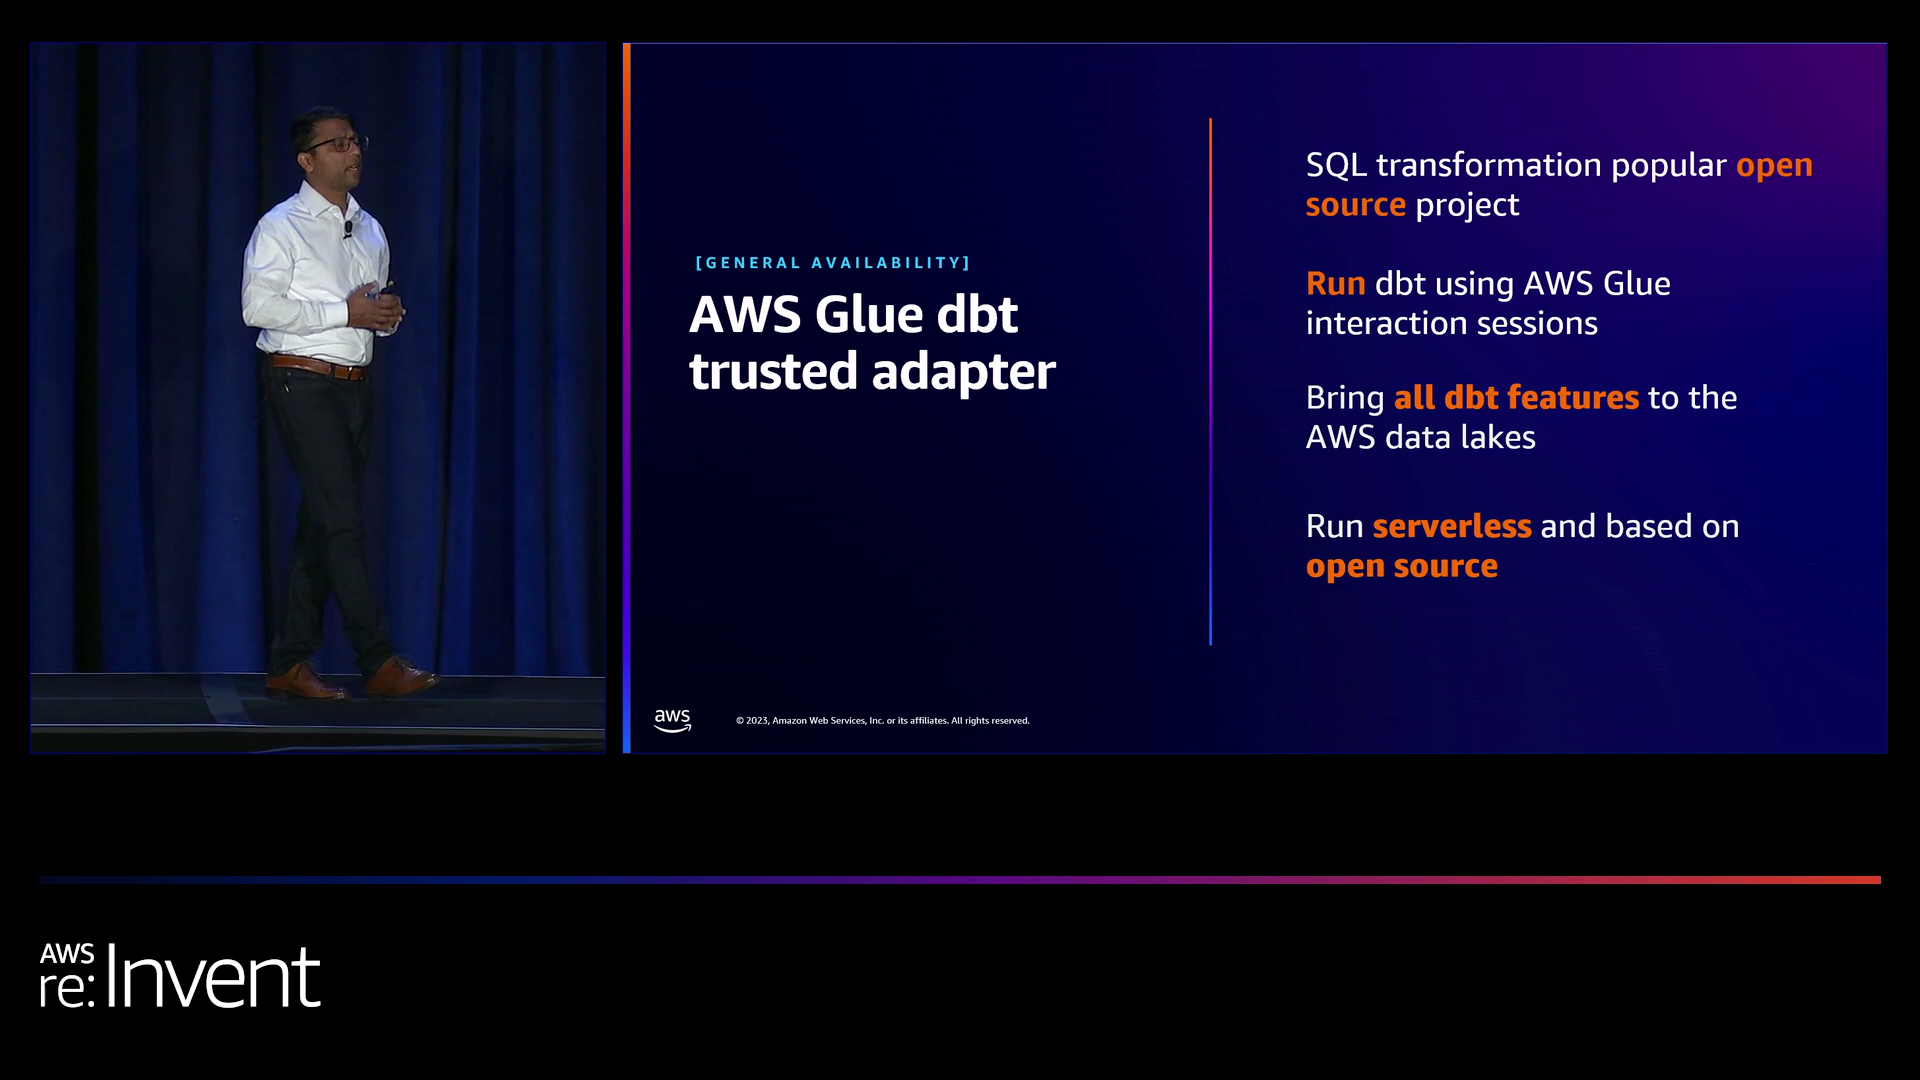 [GENERAL AVAILABILITY]
AWS Glue dbt
trusted adapter
SQL transformation popular open
source project
Run dbt using AWS Glue
interaction sessions
Bring all dbt features to the
AWS data lakes
Run serverless and based on
open source
aws
© 2023, Amazon Web Services, Inc. or its affiliates. All rights reserved.
AWS
re:Invent